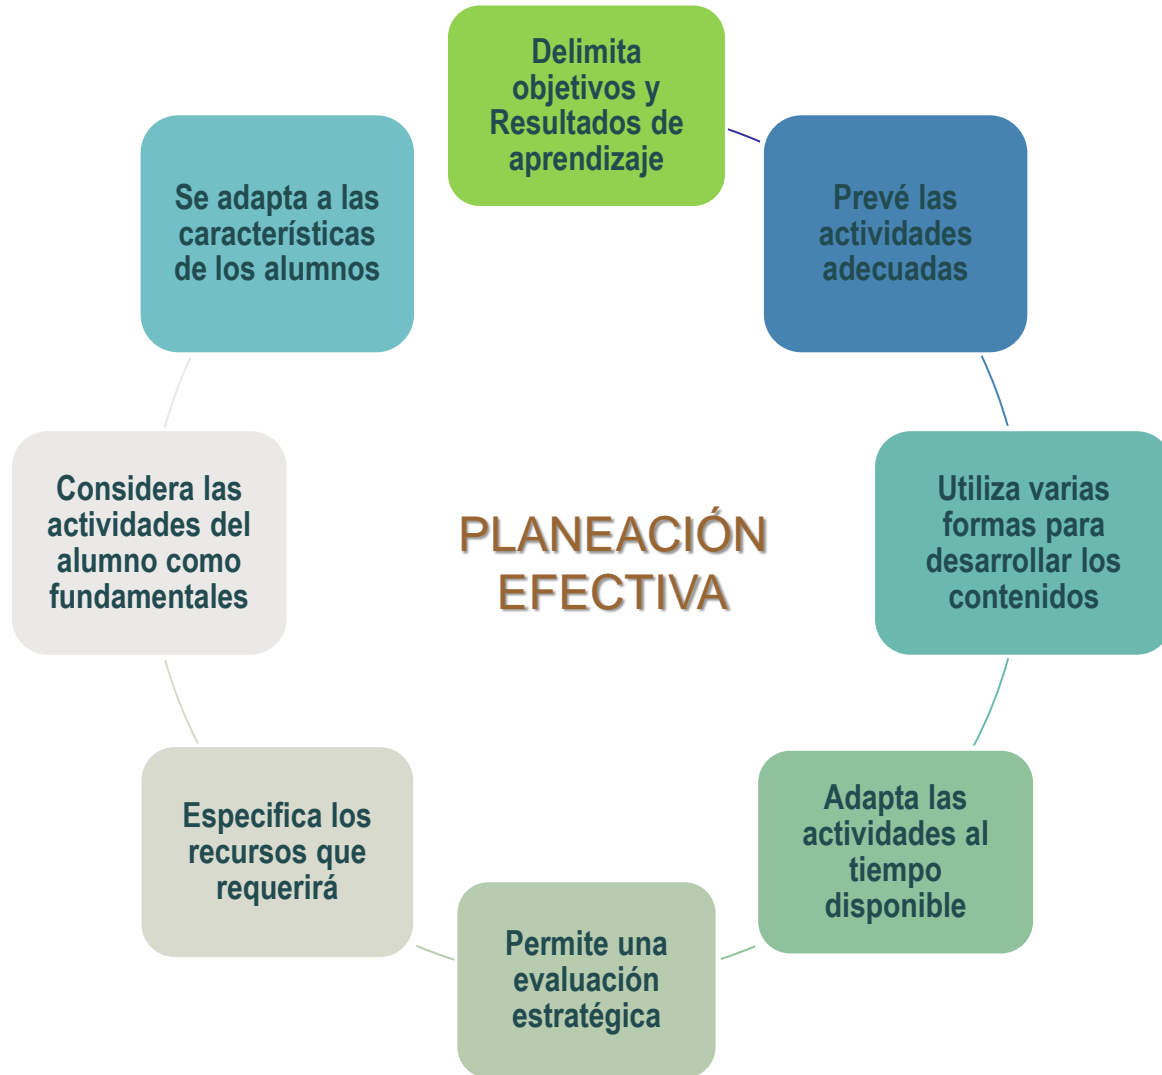 Delimita
objetivos y
Resultados de
aprendizaje
Prevé las
actividades
adecuadas
Utiliza varias
formas para
desarrollar los
contenidos
Adapta las
actividades al
tiempo
disponible
Permite una
evaluación
estratégica
Especifica los
recursos que
requerirá
Considera las
actividades del
alumno como
fundamentales
Se adapta a las
características
de los alumnos
PLANEACIÓN
EFECTIVA